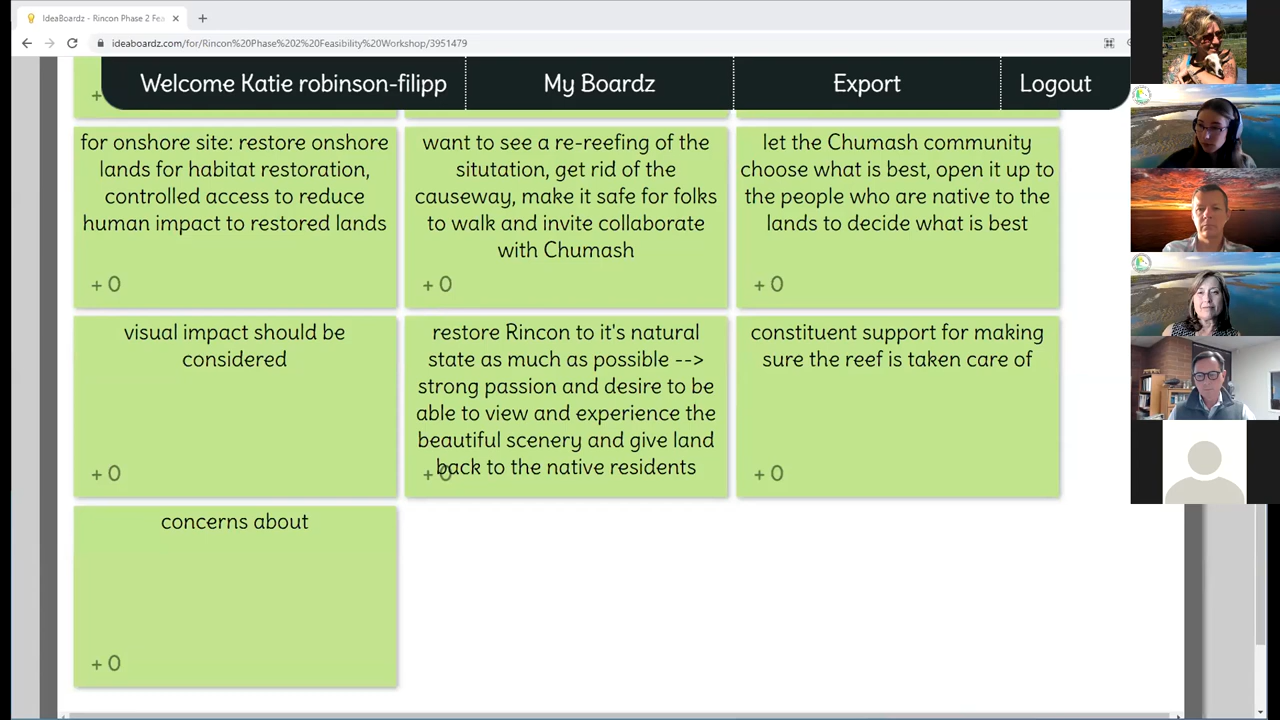 IdeaBoardz - Rincon Phase 2 Fea
ideaboardz.com/for/Rincon%20Phase%202%20Feasibility%20Workshop/3951479
Welcome Katie robinson-filipp
My Boardz
Export
Logout
+
for onshore site: restore onshore
lands for habitat restoration,
controlled access to reduce
human impact to restored lands
+ 0
want to see a re-reefing of the
situtation, get rid of the
causeway, make it safe for folks
to walk and invite collaborate
with Chumash
+ 0
let the Chumash community
choose what is best, open it up to
the people who are native to the
lands to decide what is best
+ 0
visual impact should be
considered
+ 0
restore Rincon to it's natural
state as much as possible -->
strong passion and desire to be
able to view and experience the
beautiful scenery and give land
back to the native residents
+ 0
constituent support for making
sure the reef is taken care of
+ 0
concerns about
+ 0